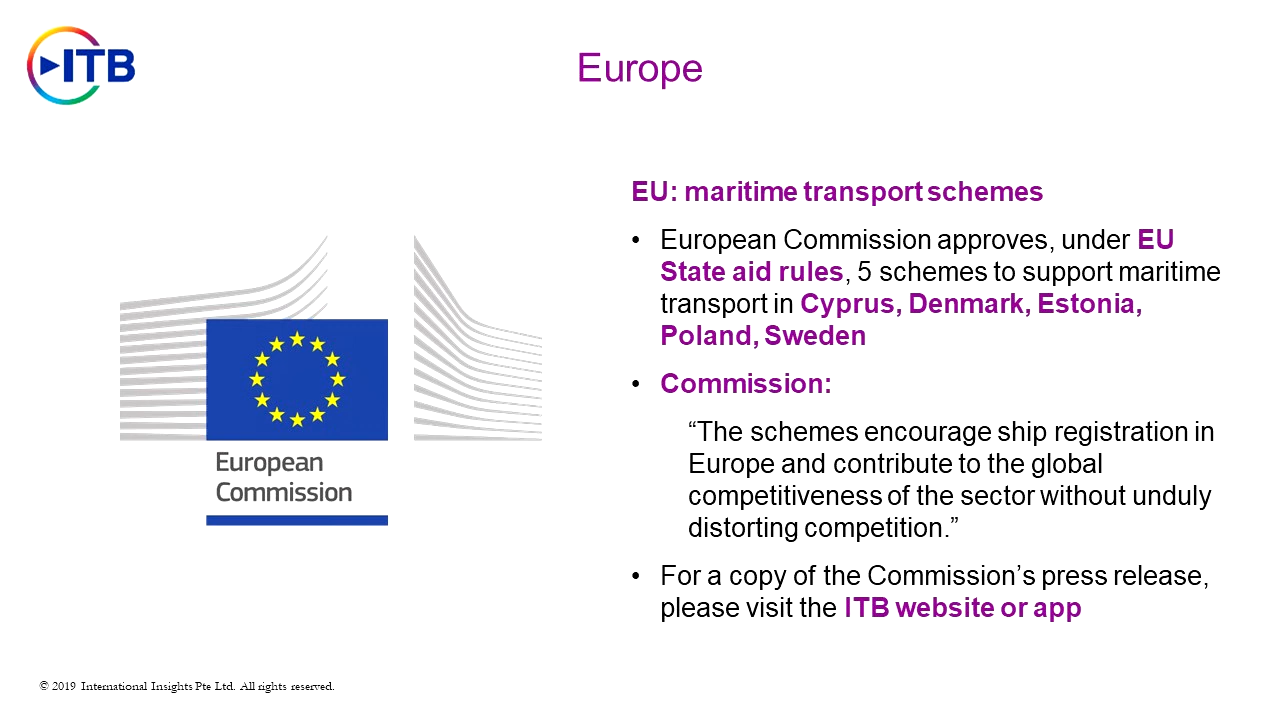 ITB
Europe
EU: maritime transport schemes
• European Commission approves, under EU
State aid rules, 5 schemes to support maritime
transport in Cyprus, Denmark, Estonia,
Poland, Sweden
• Commission:
“The schemes encourage ship registration in
Europe and contribute to the global
competitiveness of the sector without unduly
distorting competition.”
• For a copy of the Commission’s press release,
please visit the ITB website or app
European
Commission
© 2019 International Insights Pte Ltd. All rights reserved.